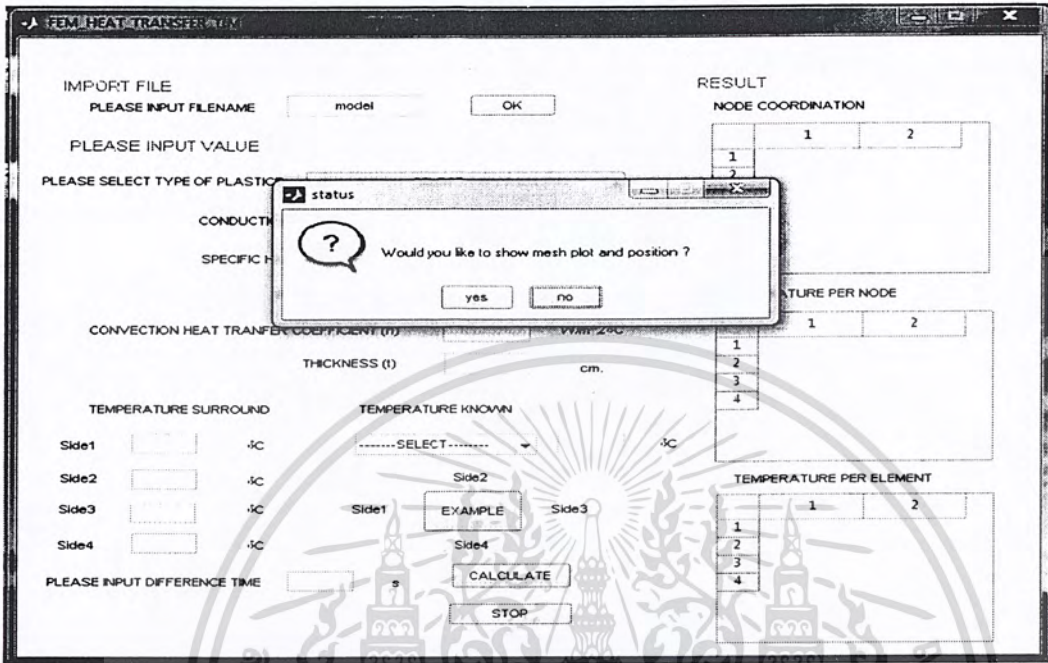 FEM_HEAT_TRANSFER_
IMPORT FILE
PLEASE INPUT FILENAME model OK
PLEASE INPUT VALUE
PLEASE SELECT TYPE OF PLASTICS
CONDUCTI
SPECIFIC H
CONVECTION HEAT TRANFER COEFFICIENT (h) W/m^2°C
THICKNESS (t) cm.
TEMPERATURE SURROUND TEMPERATURE KNOWN
Side1 °C -------SELECT-------- °C
Side2 °C Side2
Side3 °C Side1 EXAMPLE Side3
Side4 °C Side4
PLEASE INPUT DIFFERENCE TIME s CALCULATE
STOP
status
Would you like to show mesh plot and position ?
yes no
RESULT
NODE COORDINATION
1 2
1
2
ATURE PER NODE
1 2
1
2
3
4
TEMPERATURE PER ELEMENT
1 2
1
2
3
4